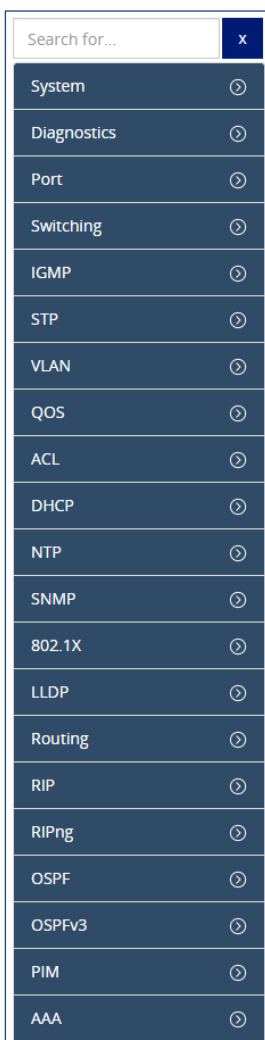 Search for...
x
System
Diagnostics
Port
Switching
IGMP
STP
VLAN
QOS
ACL
DHCP
NTP
SNMP
802.1X
LLDP
Routing
RIP
RIPng
OSPF
OSPFv3
PIM
AAA